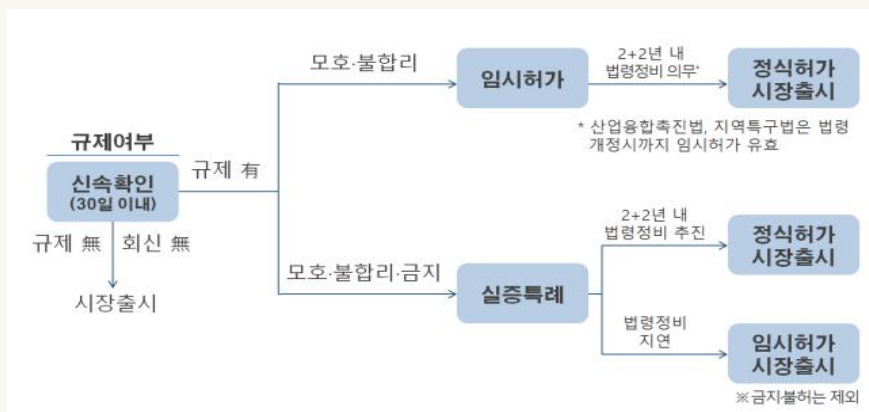 규제여부
신속확인
(30일 이내)
규제 無
회신 無
시장출시
규제 有
모호·불합리
임시허가
2+2년 내
법령정비 의무*
정식허가
시장출시
* 산업융합촉진법, 지역특구법은 법령
개정시까지 임시허가 유효
모호·불합리·금지
실증특례
2+2년 내
법령정비 추진
정식허가
시장출시
법령정비
지연
임시허가
시장출시
※ 금지·불허는 제외